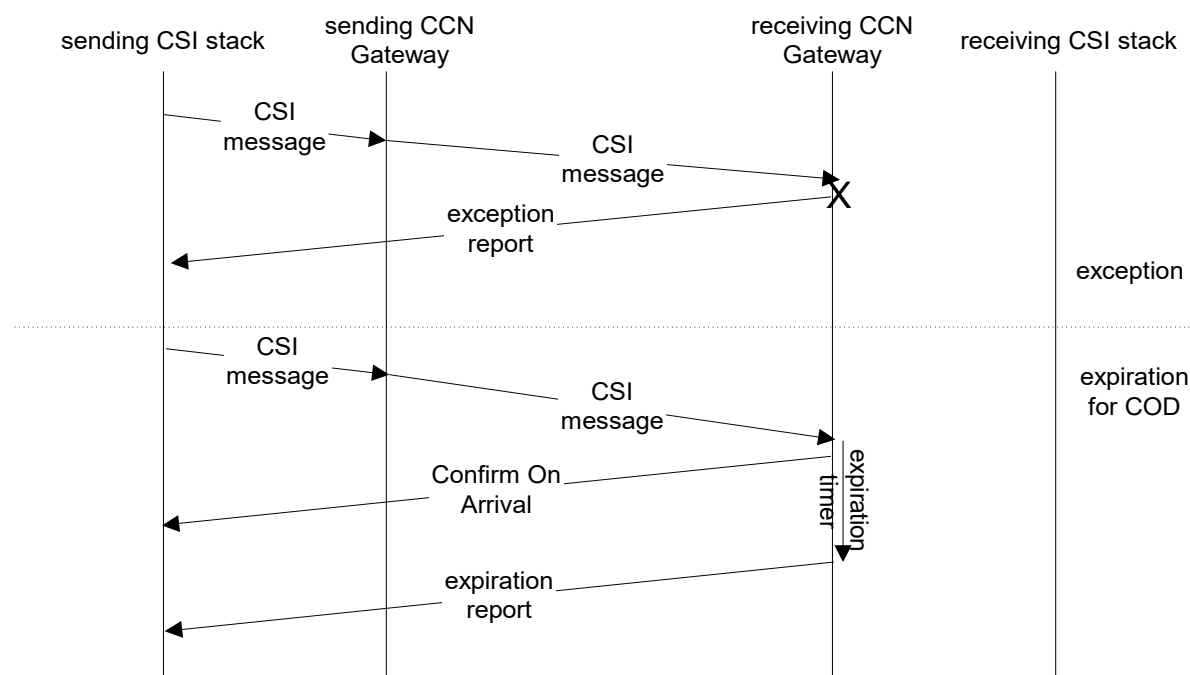 sending CSI stack
sending CCN
Gateway
receiving CCN
Gateway
receiving CSI stack
CSI
message
CSI
message
X
exception
report
exception
CSI
message
expiration
for COD
CSI
message
Confirm On
Arrival
expiration
timer
expiration
report